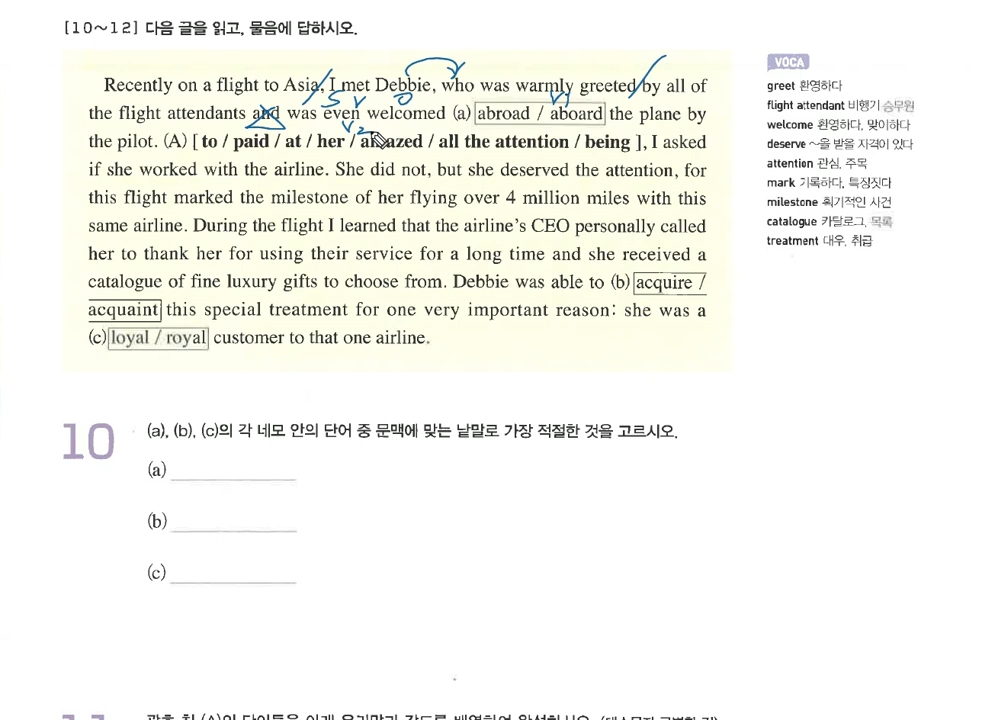 [10~12] 다음 글을 읽고, 물음에 답하시오.
Recently on a flight to Asia, I met Debbie, who was warmly greeted by all of
the flight attendants and was even welcomed (a) abroad / aboard the plane by
the pilot. (A) [ to / paid / at / her / amazed / all the attention / being ], I asked
if she worked with the airline. She did not, but she deserved the attention, for
this flight marked the milestone of her flying over 4 million miles with this
same airline. During the flight I learned that the airline's CEO personally called
her to thank her for using their service for a long time and she received a
catalogue of fine luxury gifts to choose from. Debbie was able to (b) acquire /
acquaint this special treatment for one very important reason: she was a
(c) loyal / royal customer to that one airline.
S V O V1
V2
VOCA
greet 환영하다
flight attendant 비행기 승무원
welcome 환영하다, 맞이하다
deserve ~을 받을 자격이 있다
attention 관심, 주목
mark 기록하다, 특징짓다
milestone 획기적인 사건
catalogue 카탈로그, 목록
treatment 대우, 취급
10 (a), (b), (c)의 각 네모 안의 단어 중 문맥에 맞는 낱말로 가장 적절한 것을 고르시오.
(a)
(b)
(c)